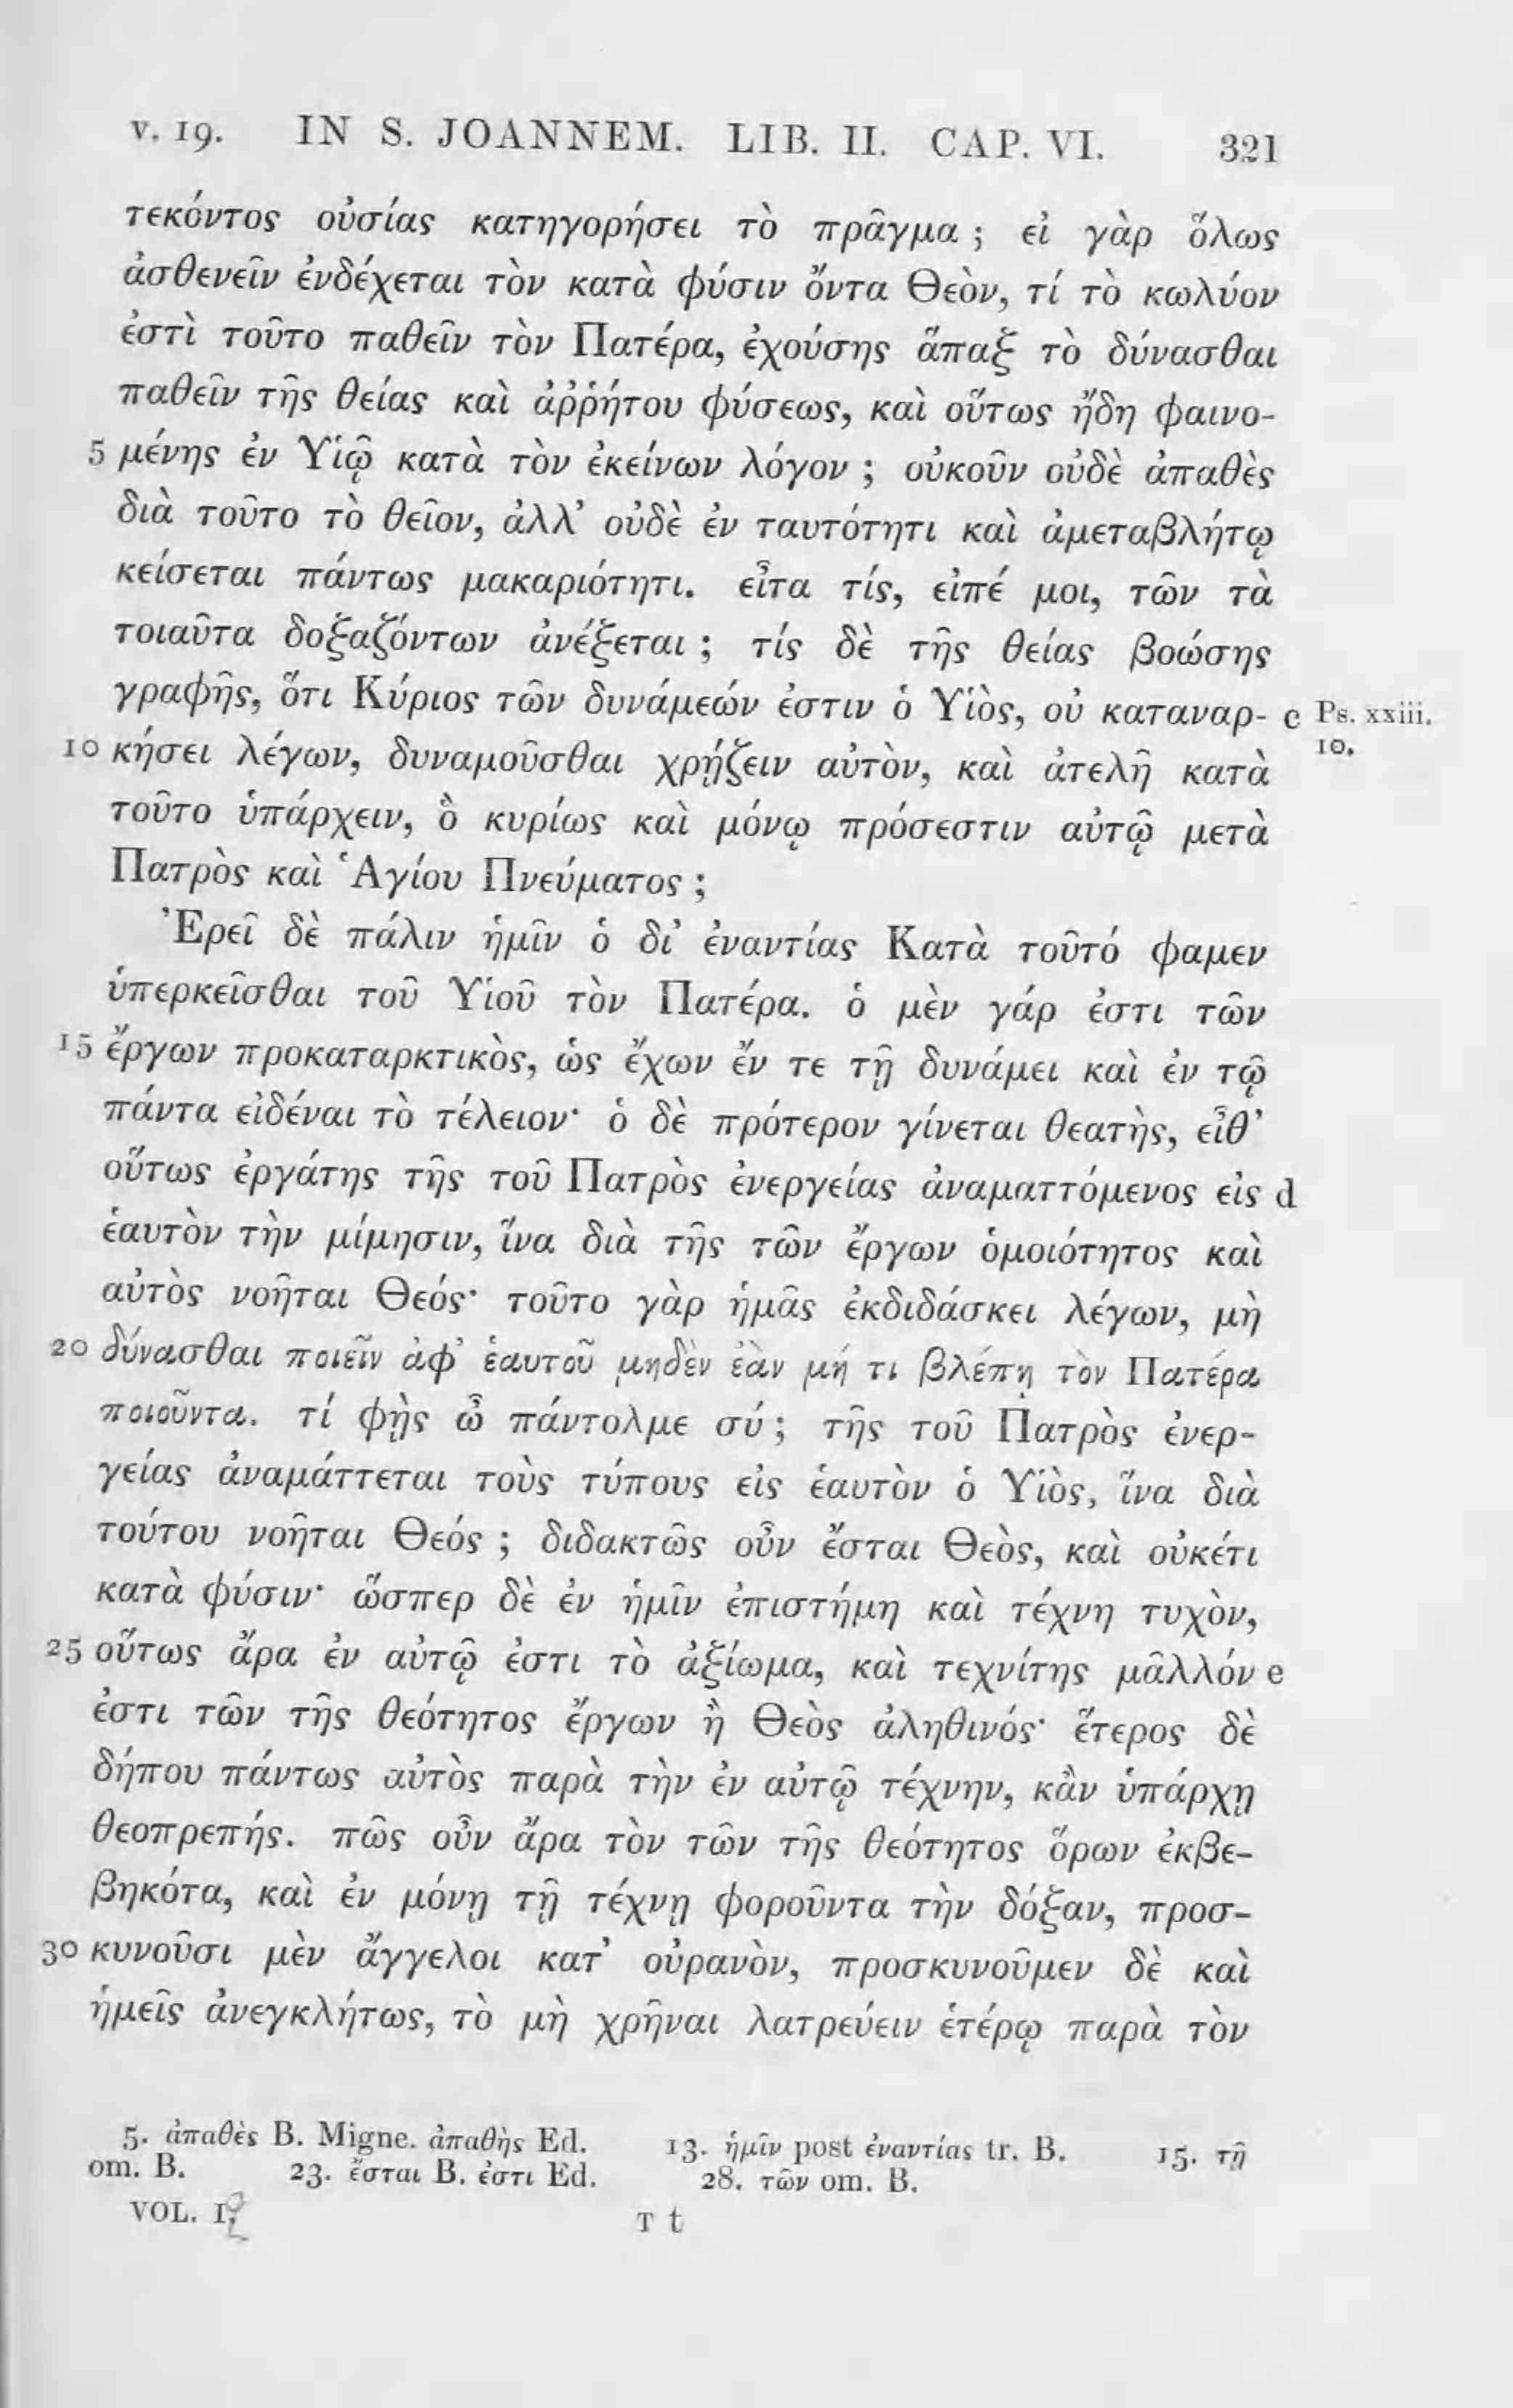 v. 19. IN S. JOANNEM. LIB. II. CAP. VI. 321
τεκόντος οὐσίας κατηγορήσει τὸ πρᾶγμα ; εἰ γὰρ ὅλως
ἀσθενεῖν ἐνδέχεται τὸν κατὰ φύσιν ὄντα Θεὸν, τί τὸ κωλύον
ἐστὶ τοῦτο παθεῖν τὸν Πατέρα, ἐχούσης ἅπαξ τὸ δύνασθαι
παθεῖν τῆς θείας καὶ ἀῤῥήτου φύσεως, καὶ οὕτως ἤδη φαινο-
5 μένης ἐν Υἱῷ κατὰ τὸν ἐκείνων λόγον ; οὐκοῦν οὐδὲ ἀπαθὲς
διὰ τοῦτο τὸ θεῖον, ἀλλ’ οὐδὲ ἐν ταυτότητι καὶ ἀμεταβλήτῳ
κείσεται πάντως μακαριότητι. εἶτα τίς, εἰπέ μοι, τῶν τὰ
τοιαῦτα δοξαζόντων ἀνέξεται ; τίς δὲ τῆς θείας βοώσης
γραφῆς, ὅτι Κύριος τῶν δυνάμεών ἐστιν ὁ Υἱὸς, οὐ καταναρ- c Ps. xxiii.
10 κήσει λέγων, δυναμοῦσθαι χρῄζειν αὐτὸν, καὶ ἀτελῆ κατὰ 10.
τοῦτο ὑπάρχειν, ὃ κυρίως καὶ μόνῳ πρόσεστιν αὐτῷ μετὰ
Πατρὸς καὶ Ἁγίου Πνεύματος ;
Ἐρεῖ δὲ πάλιν ἡμῖν ὁ δι’ ἐναντίας Κατὰ τοῦτό φαμεν
ὑπερκεῖσθαι τοῦ Υἱοῦ τὸν Πατέρα. ὁ μὲν γάρ ἐστι τῶν
15 ἔργων προκαταρκτικὸς, ὡς ἔχων ἔν τε τῇ δυνάμει καὶ ἐν τῷ
πάντα εἰδέναι τὸ τέλειον· ὁ δὲ πρότερον γίνεται θεατὴς, εἶθ’
οὕτως ἐργάτης τῆς τοῦ Πατρὸς ἐνεργείας ἀναματτόμενος εἰς d
ἑαυτὸν τὴν μίμησιν, ἵνα διὰ τῆς τῶν ἔργων ὁμοιότητος καὶ
αὐτὸς νοῆται Θεός· τοῦτο γὰρ ἡμᾶς ἐκδιδάσκει λέγων, μὴ
20 δύνασθαι ποιεῖν ἀφ’ ἑαυτοῦ μηδὲν ἐὰν μή τι βλέπῃ τὸν Πατέρα
ποιοῦντα. τί φῂς ὦ πάντολμε σύ ; τῆς τοῦ Πατρὸς ἐνερ-
γείας ἀναμάττεται τοὺς τύπους εἰς ἑαυτὸν ὁ Υἱὸς, ἵνα διὰ
τούτου νοῆται Θεός ; διδακτῶς οὖν ἔσται Θεὸς, καὶ οὐκέτι
κατὰ φύσιν· ὥσπερ δὲ ἐν ἡμῖν ἐπιστήμη καὶ τέχνη τυχὸν,
25 οὕτως ἄρα ἐν αὐτῷ ἐστι τὸ ἀξίωμα, καὶ τεχνίτης μᾶλλόν e
ἐστι τῶν τῆς θεότητος ἔργων ἢ Θεὸς ἀληθινός· ἕτερος δὲ
δήπου πάντως αὐτὸς παρὰ τὴν ἐν αὐτῷ τέχνην, κἂν ὑπάρχῃ
θεοπρεπής. πῶς οὖν ἄρα τὸν τῶν τῆς θεότητος ὅρων ἐκβε-
βηκότα, καὶ ἐν μόνῃ τῇ τέχνῃ φοροῦντα τὴν δόξαν, προσ-
30 κυνοῦσι μὲν ἄγγελοι κατ’ οὐρανὸν, προσκυνοῦμεν δὲ καὶ
ἡμεῖς ἀνεγκλήτως, τὸ μὴ χρῆναι λατρεύειν ἑτέρῳ παρὰ τὸν
5. ἀπαθὲς B. Migne. ἀπαθὴς Ed. 13. ἡμῖν post ἐναντίας tr. B. 15. τῇ
om. B. 23. ἔσται B. ἐστι Ed. 28. τῶν om. B.
VOL. I. T t